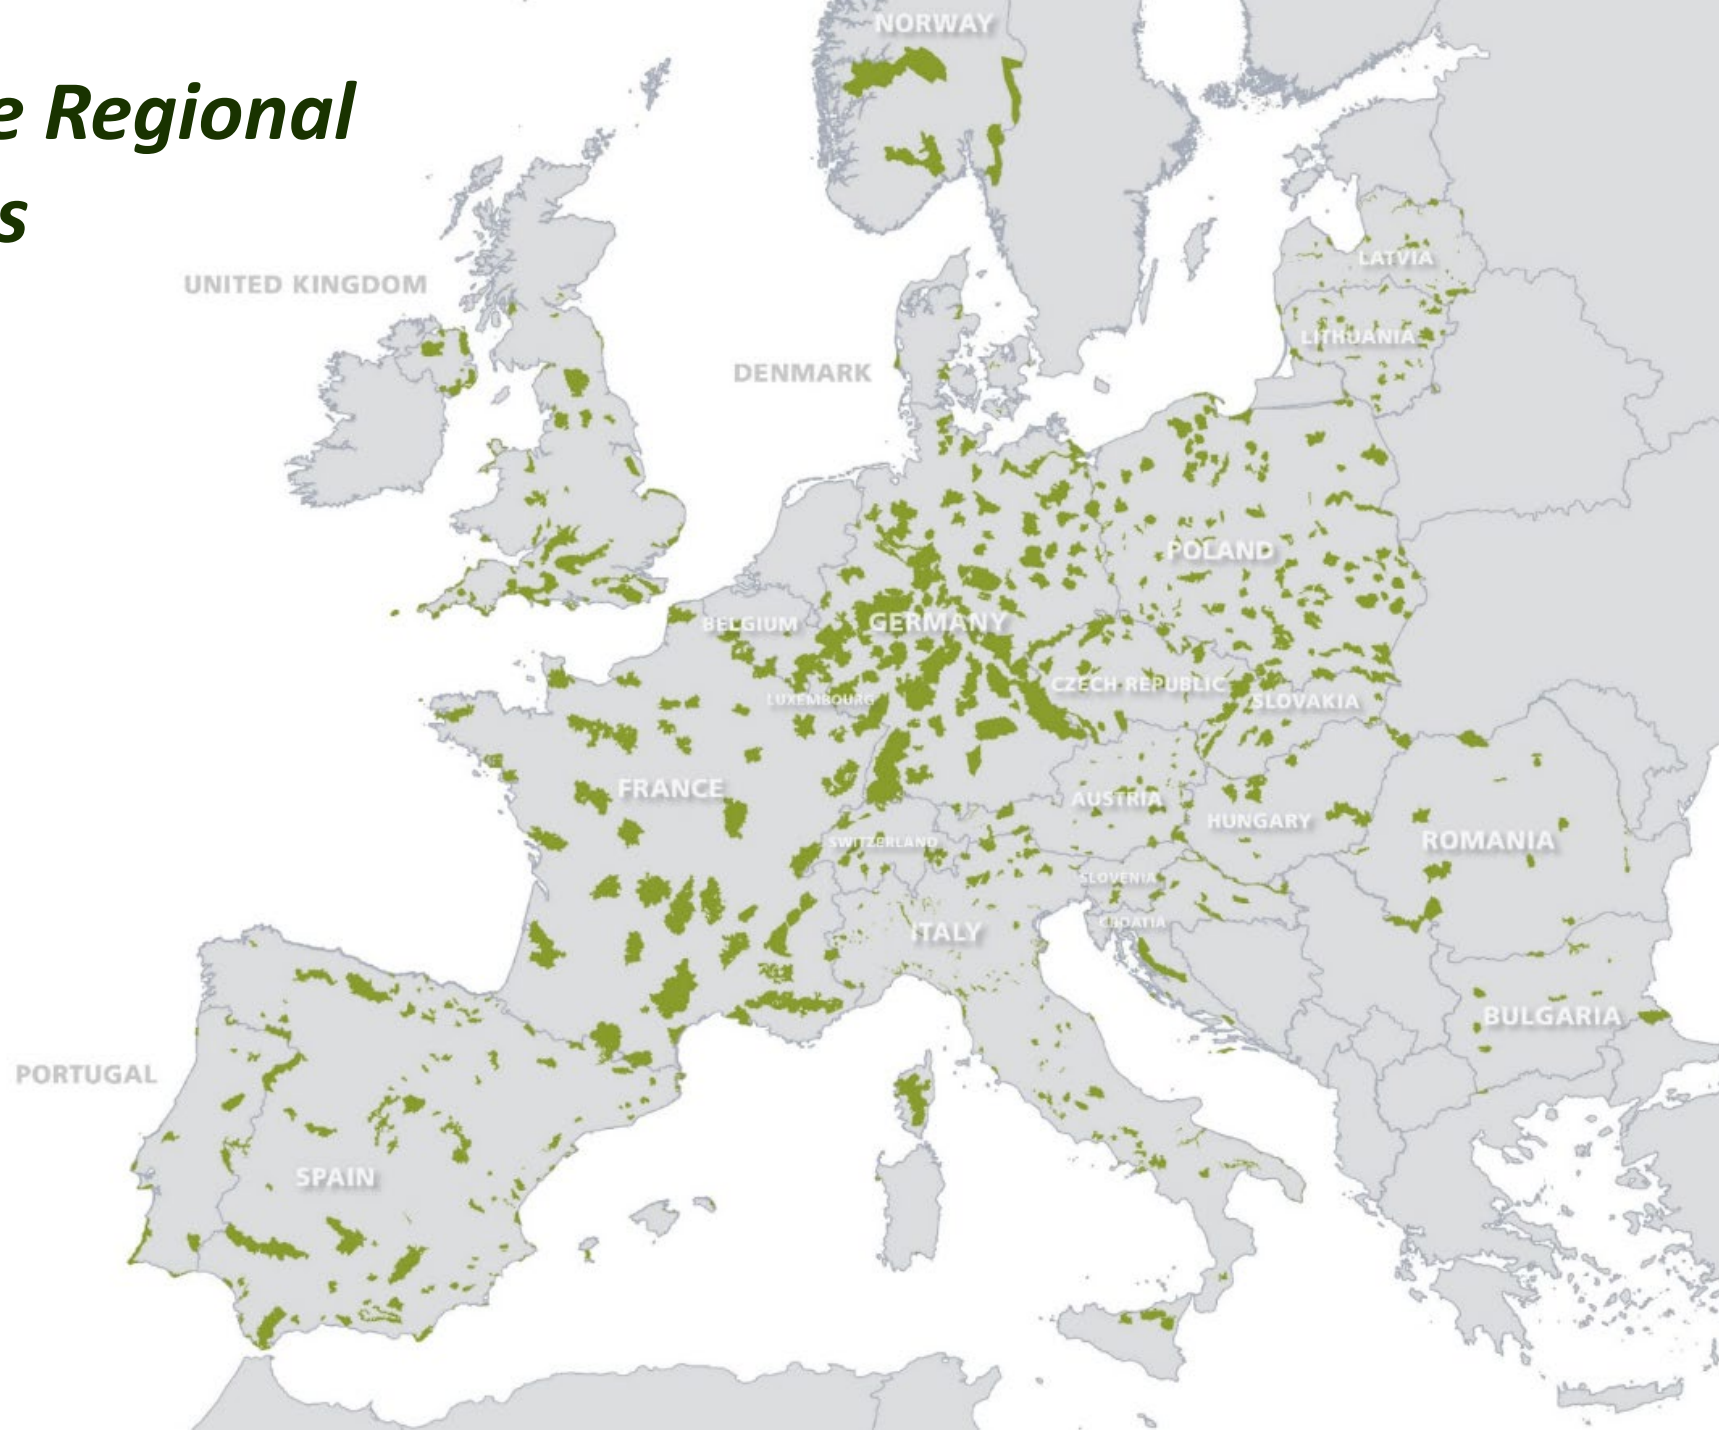 e Regional
s
NORWAY
UNITED KINGDOM
LATVIA
LITHUANIA
DENMARK
POLAND
BELGIUM
GERMANY
CZECH REPUBLIC
LUXEMBOURG
SLOVAKIA
FRANCE
AUSTRIA
HUNGARY
SWITZERLAND
ROMANIA
SLOVENIA
CROATIA
ITALY
BULGARIA
PORTUGAL
SPAIN